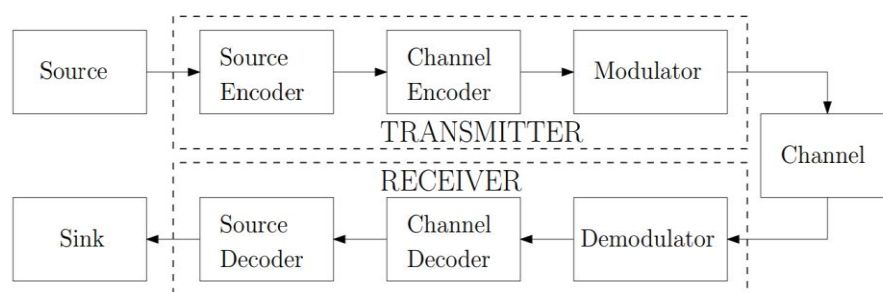 Source
Source
Encoder
Channel
Encoder
Modulator
TRANSMITTER
Channel
RECEIVER
Sink
Source
Decoder
Channel
Decoder
Demodulator